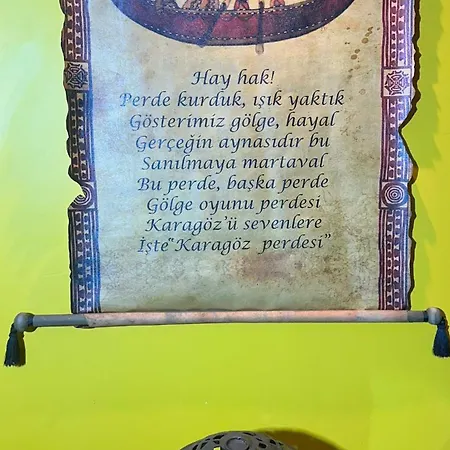 Hay hak!
Perde kurduk, ışık yaktık
Gösterimiz gölge, hayal
Gerçeğin aynasıdır bu
Sanılmaya martaval
Bu perde, başka perde
Gölge oyunu perdesi
Karagöz'ü sevenlere
İşte "Karagöz perdesi"